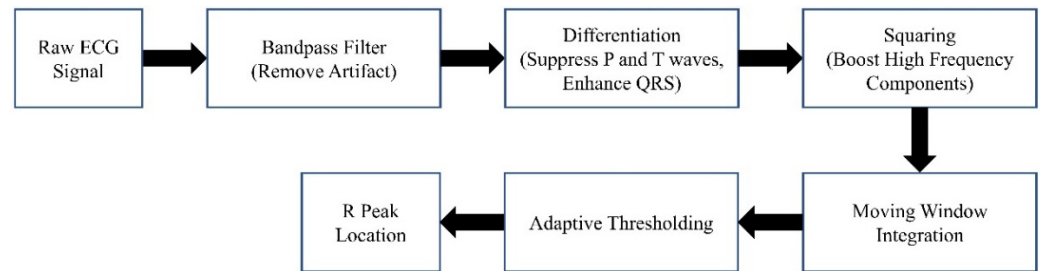 Raw ECG
Signal
Bandpass Filter
(Remove Artifact)
Differentiation
(Suppress P and T waves,
Enhance QRS)
Squaring
(Boost High Frequency
Components)
Moving Window
Integration
Adaptive Thresholding
R Peak
Location